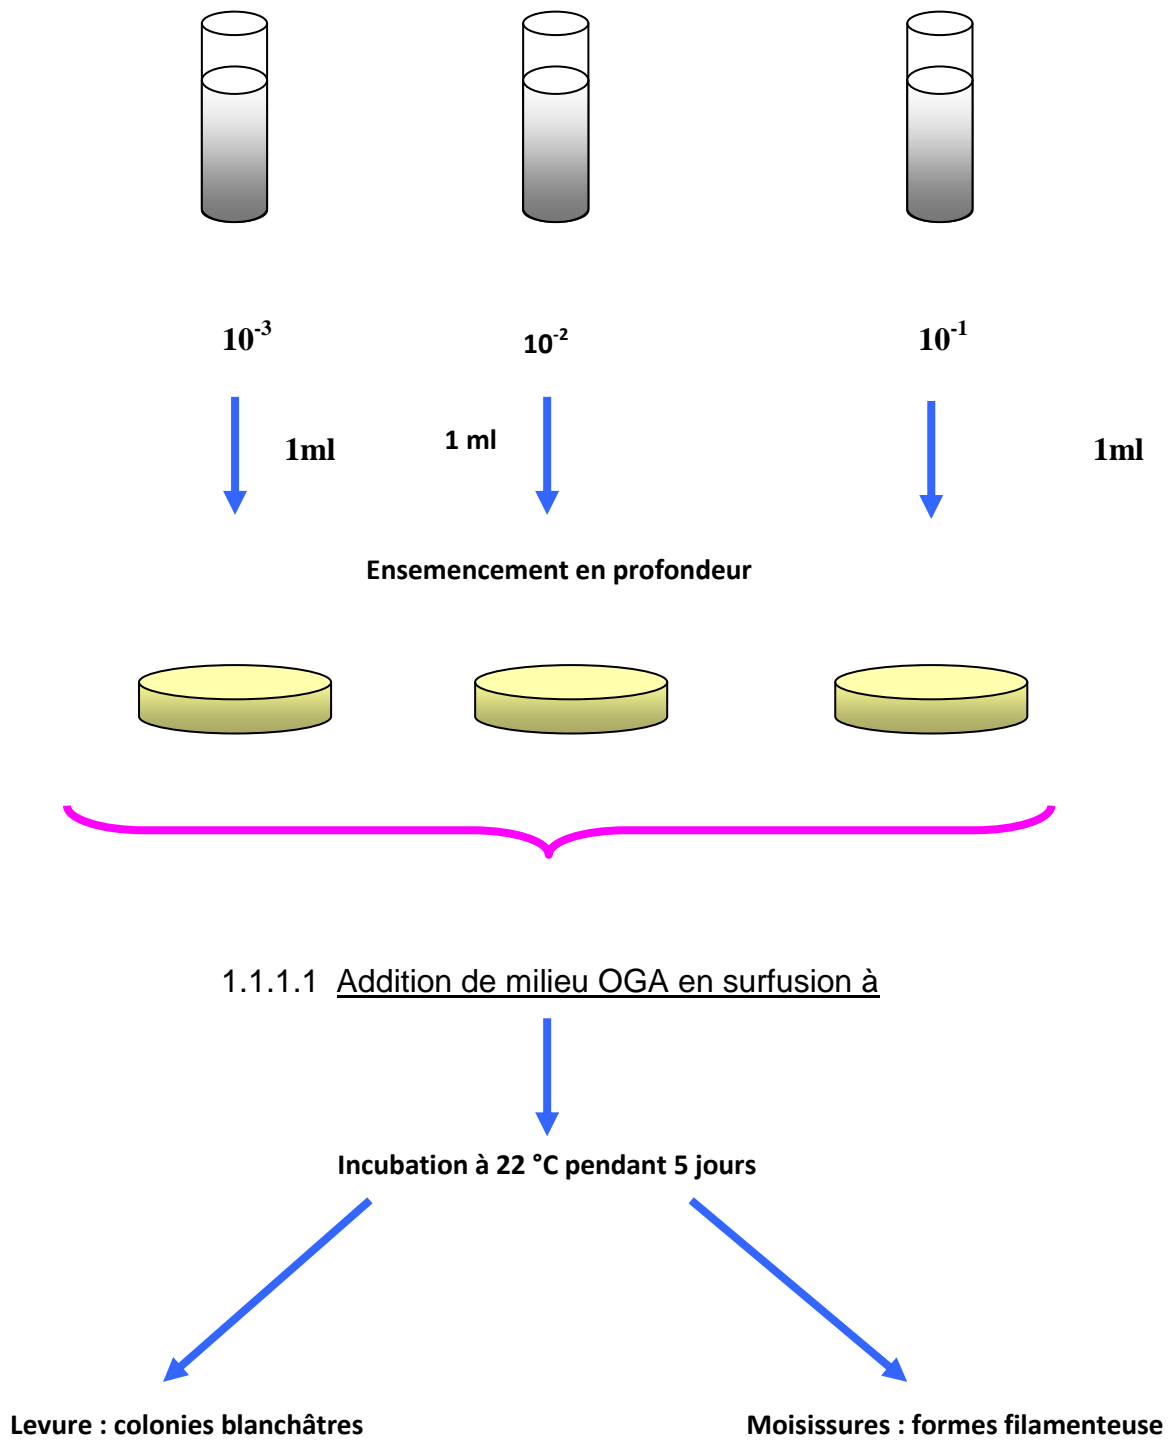 10⁻³ 10⁻² 10⁻¹
1ml 1 ml 1ml
Ensemencement en profondeur
1.1.1.1 Addition de milieu OGA en surfusion à
Incubation à 22 °C pendant 5 jours
Levure : colonies blanchâtres
Moisissures : formes filamenteuse